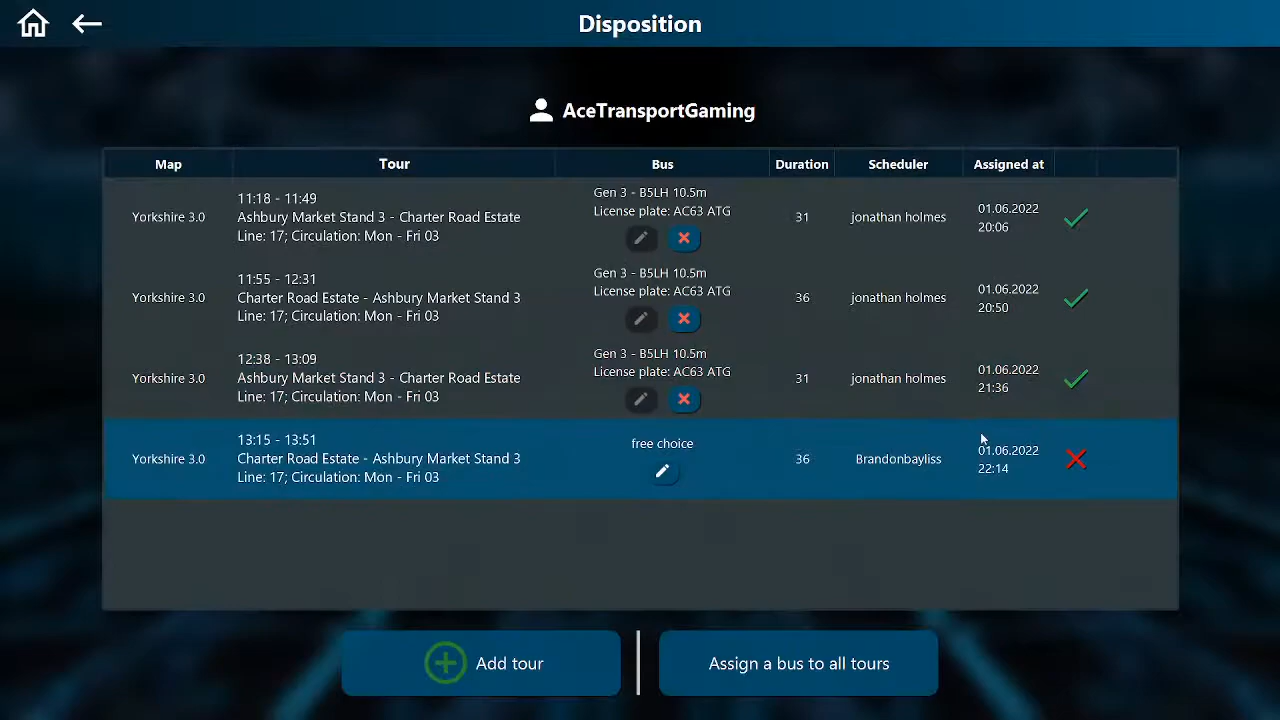 Disposition
AceTransportGaming
Map Tour Bus Duration Scheduler Assigned at
Yorkshire 3.0
11:18 - 11:49
Ashbury Market Stand 3 - Charter Road Estate
Line: 17; Circulation: Mon - Fri 03
Gen 3 - B5LH 10.5m
License plate: AC63 ATG
31
jonathan holmes
01.06.2022
20:06
Yorkshire 3.0
11:55 - 12:31
Charter Road Estate - Ashbury Market Stand 3
Line: 17; Circulation: Mon - Fri 03
Gen 3 - B5LH 10.5m
License plate: AC63 ATG
36
jonathan holmes
01.06.2022
20:50
Yorkshire 3.0
12:38 - 13:09
Ashbury Market Stand 3 - Charter Road Estate
Line: 17; Circulation: Mon - Fri 03
Gen 3 - B5LH 10.5m
License plate: AC63 ATG
31
jonathan holmes
01.06.2022
21:36
Yorkshire 3.0
13:15 - 13:51
Charter Road Estate - Ashbury Market Stand 3
Line: 17; Circulation: Mon - Fri 03
free choice
36
Brandonbayliss
01.06.2022
22:14
Add tour
Assign a bus to all tours